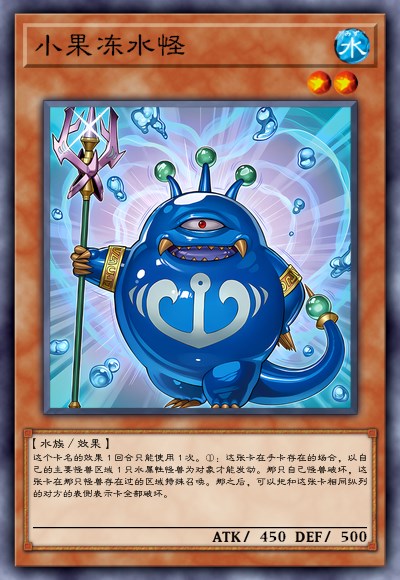 小果冻水怪
水
【水族／效果】
这个卡名的效果1回合只能使用1次。①：这张卡在手卡存在的场合，以自
己的主要怪兽区域1只水属性怪兽为对象才能发动。那只自己怪兽破坏，这
张卡在那只怪兽存在过的区域特殊召唤。那之后，可以把和这张卡相同纵列
的对方的表侧表示卡全部破坏。
ATK/ 450 DEF/ 500